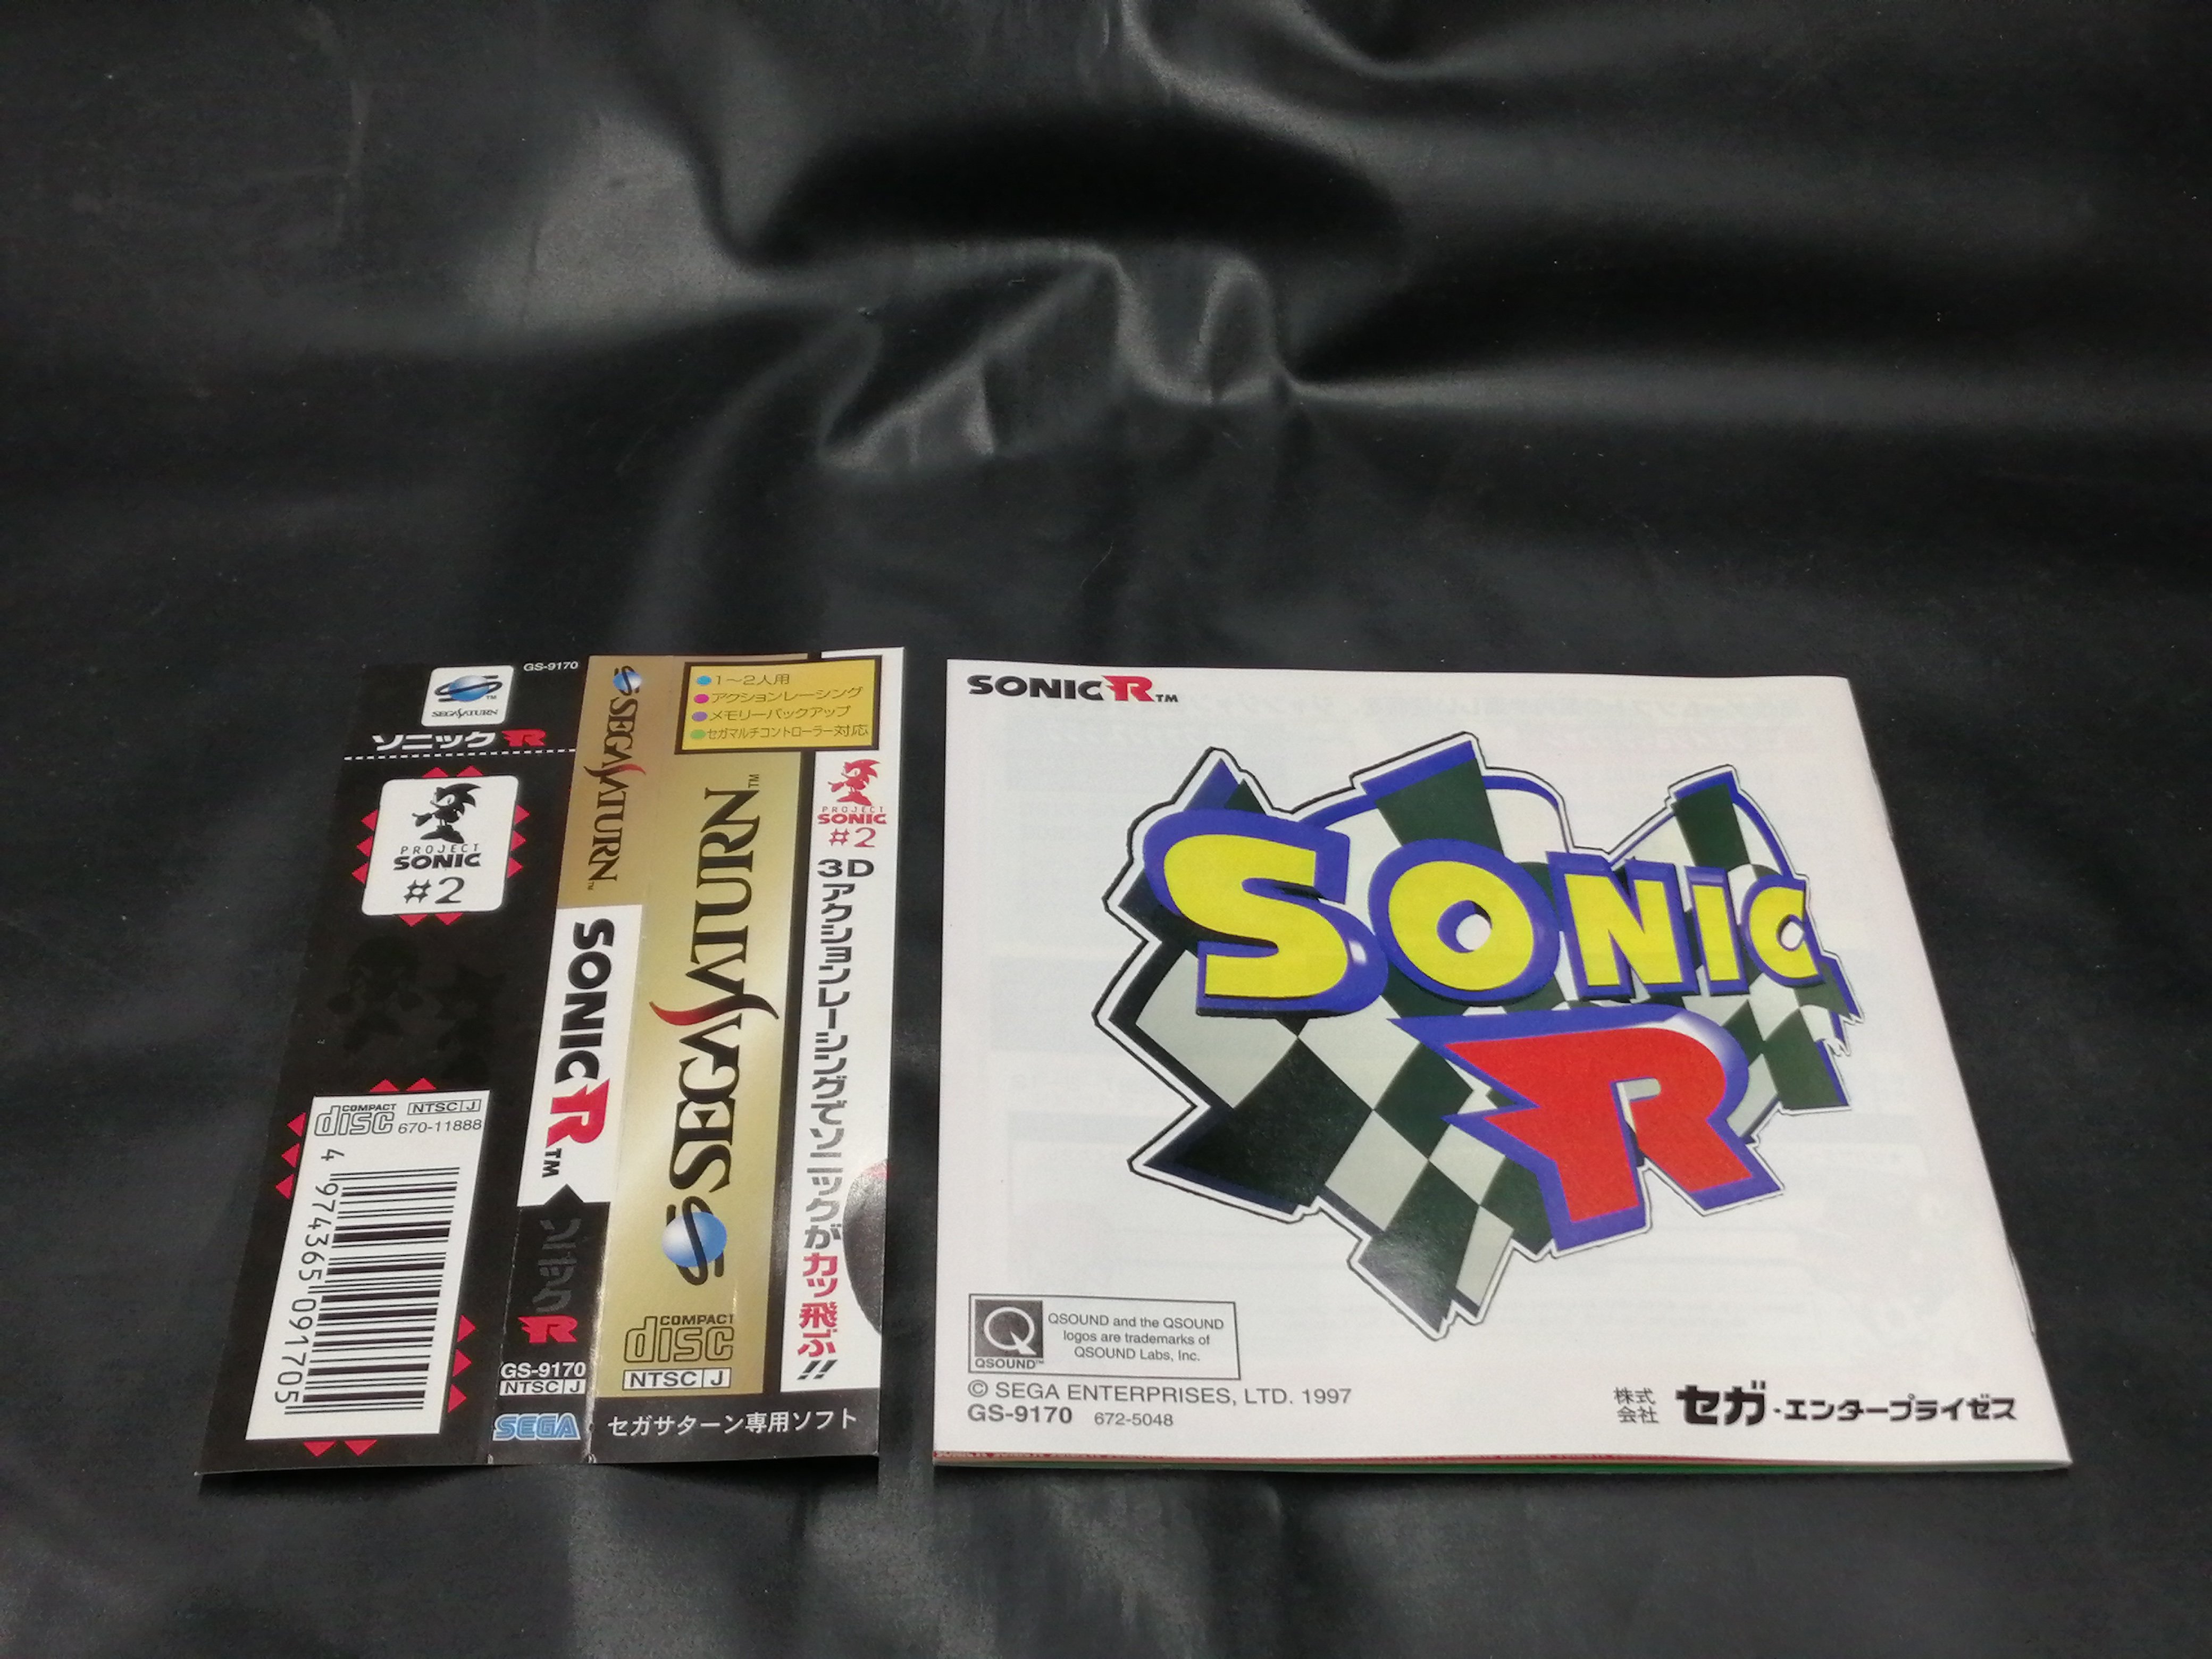 GS-9170
SEGA SATURN
TM
ソニックR
PROJECT
SONIC
#2
COMPACT
disc
NTSC J
670-11888
4 974365 091705
SEGA SATURN
TM
SONIC R
TM
ソニック
R
GS-9170
NTSC J
SEGA
●1〜2人用
●アクションレーシング
●メモリーバックアップ
●セガマルチコントローラー対応
SEGA SATURN
TM
COMPACT
disc
NTSC J
セガサターン専用ソフト
PROJECT
SONIC
#2
3Dアクションレーシングでソニックがカッ飛ぶ!!
SONIC R TM
SONIC
R
Q
QSOUND™
QSOUND and the QSOUND
logos are trademarks of
QSOUND Labs, Inc.
© SEGA ENTERPRISES, LTD. 1997
GS-9170 672-5048
株式
会社
セガ・エンタープライゼス